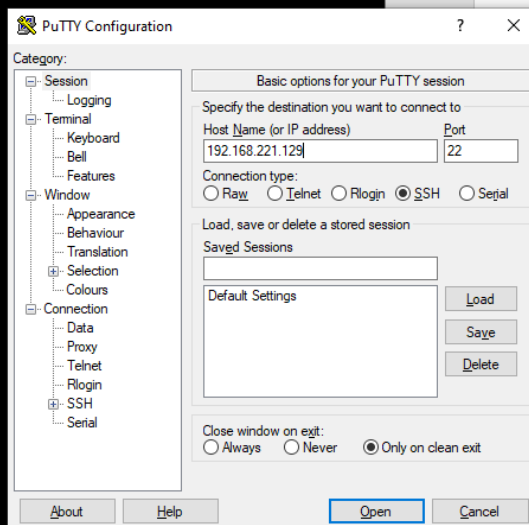 PuTTY Configuration ? X
Category:
Session
Logging
Terminal
Keyboard
Bell
Features
Window
Appearance
Behaviour
Translation
Selection
Colours
Connection
Data
Proxy
Telnet
Rlogin
SSH
Serial
Basic options for your PuTTY session
Specify the destination you want to connect to
Host Name (or IP address) Port
192.168.221.129 22
Connection type:
Raw Telnet Rlogin SSH Serial
Load, save or delete a stored session
Saved Sessions
Default Settings
Load
Save
Delete
Close window on exit:
Always Never Only on clean exit
About Help Open Cancel